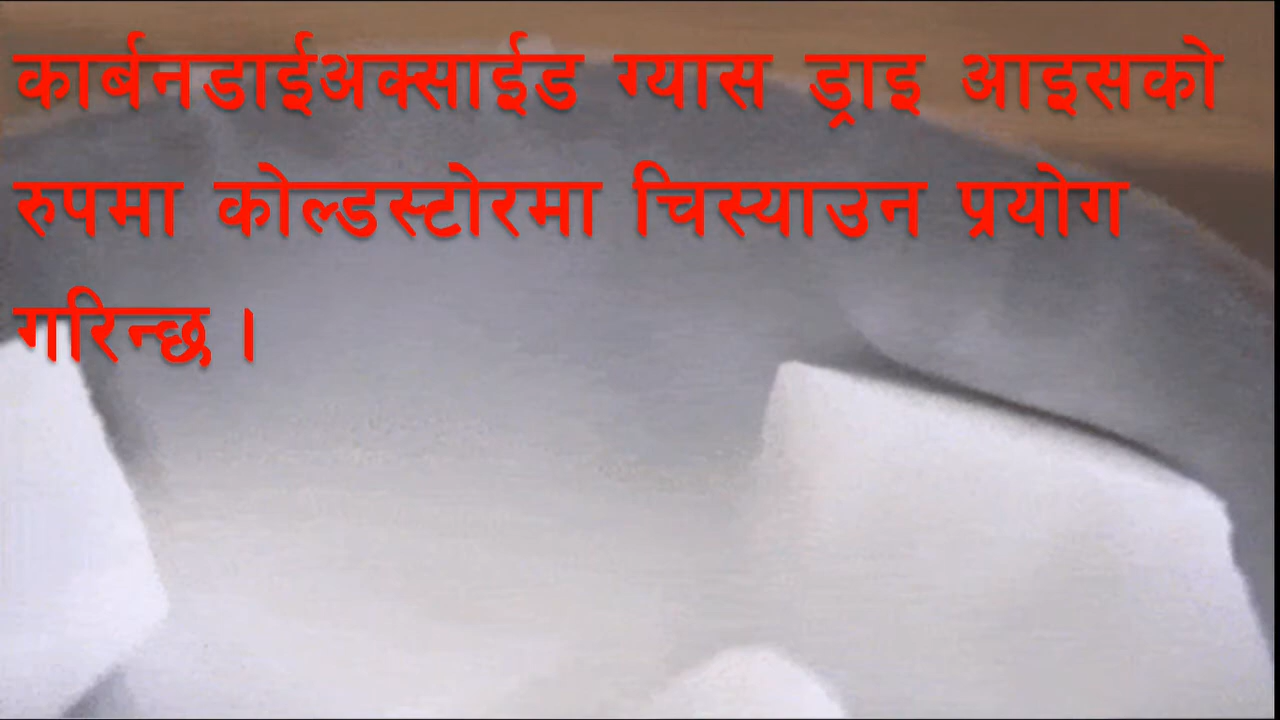 कार्बनडाईअक्साईड ग्यास ड्राइ आइसको
रुपमा कोल्डस्टोरमा चिस्याउन प्रयोग
गरिन्छ ।